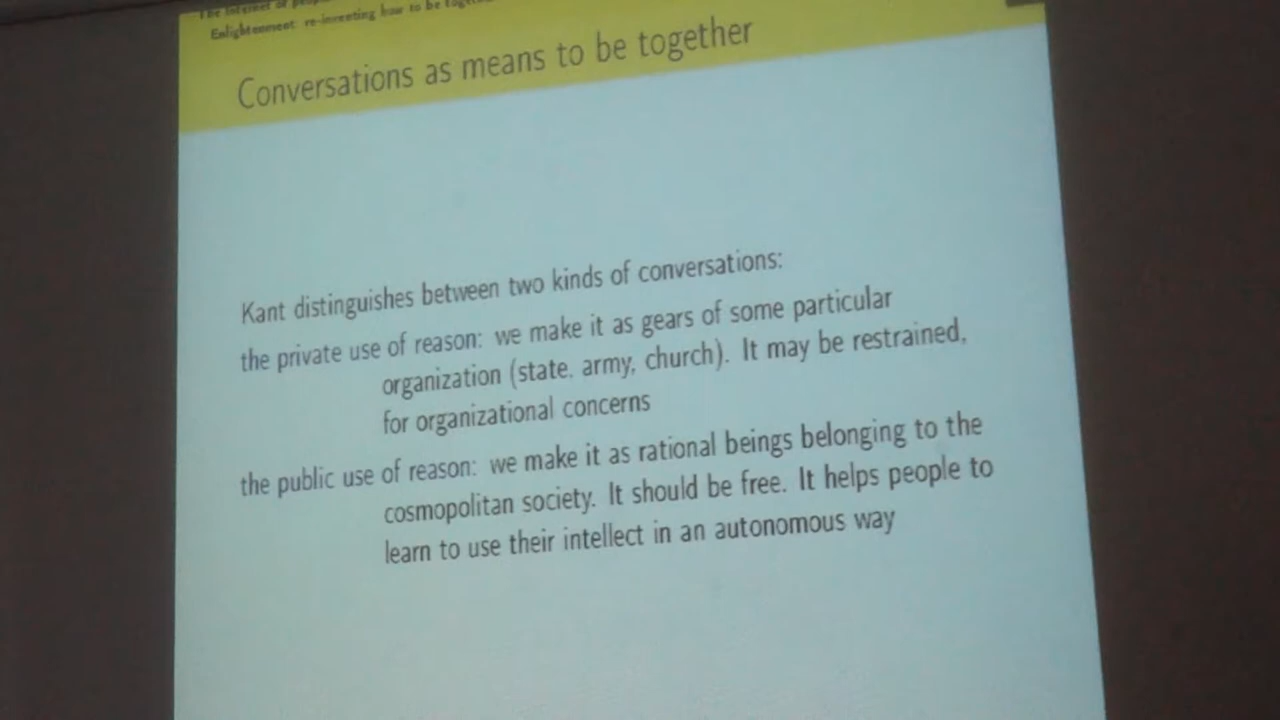 The Internet of
Enlightenment: re-inventing how to be
Conversations as means to be together
Kant distinguishes between two kinds of conversations:
the private use of reason: we make it as gears of some particular
organization (state, army, church). It may be restrained,
for organizational concerns
the public use of reason: we make it as rational beings belonging to the
cosmopolitan society. It should be free. It helps people to
learn to use their intellect in an autonomous way